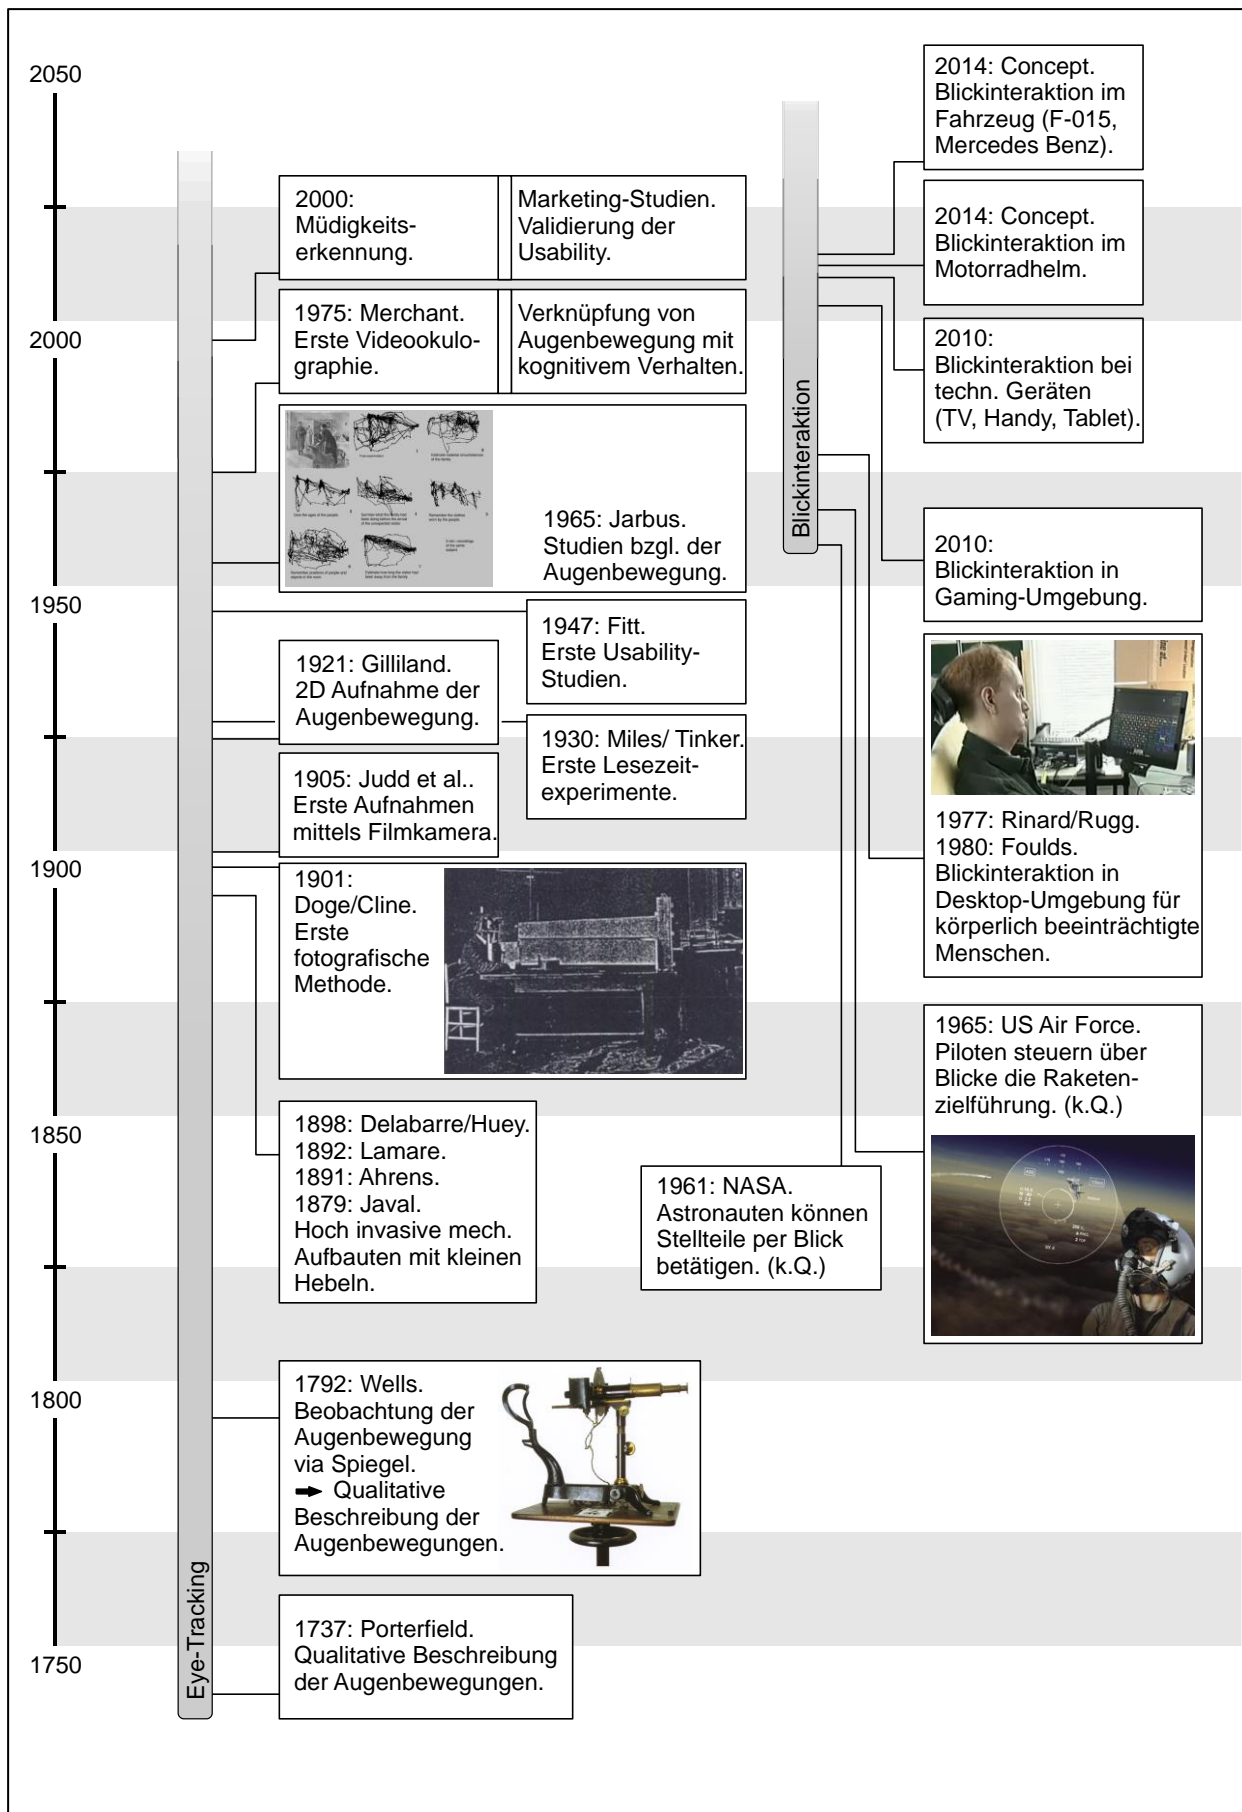 2050
2000
1950
1900
1850
1800
1750
Eye-Tracking
2000:
Müdigkeits-
erkennung.
Marketing-Studien.
Validierung der
Usability.
1975: Merchant.
Erste Videookulo-
graphie.
Verknüpfung von
Augenbewegung mit
kognitivem Verhalten.
1965: Jarbus.
Studien bzgl. der
Augenbewegung.
1947: Fitt.
Erste Usability-
Studien.
1921: Gilliland.
2D Aufnahme der
Augenbewegung.
1930: Miles/ Tinker.
Erste Lesezeit-
experimente.
1905: Judd et al..
Erste Aufnahmen
mittels Filmkamera.
1901:
Doge/Cline.
Erste
fotografische
Methode.
1898: Delabarre/Huey.
1892: Lamare.
1891: Ahrens.
1879: Javal.
Hoch invasive mech.
Aufbauten mit kleinen
Hebeln.
1792: Wells.
Beobachtung der
Augenbewegung
via Spiegel.
➡ Qualitative
Beschreibung der
Augenbewegungen.
1737: Porterfield.
Qualitative Beschreibung
der Augenbewegungen.
Blickinteraktion
2014: Concept.
Blickinteraktion im
Fahrzeug (F-015,
Mercedes Benz).
2014: Concept.
Blickinteraktion im
Motorradhelm.
2010:
Blickinteraktion bei
techn. Geräten
(TV, Handy, Tablet).
2010:
Blickinteraktion in
Gaming-Umgebung.
1977: Rinard/Rugg.
1980: Foulds.
Blickinteraktion in
Desktop-Umgebung für
körperlich beeinträchtigte
Menschen.
1965: US Air Force.
Piloten steuern über
Blicke die Raketen-
zielführung. (k.Q.)
1961: NASA.
Astronauten können
Stellteile per Blick
betätigen. (k.Q.)